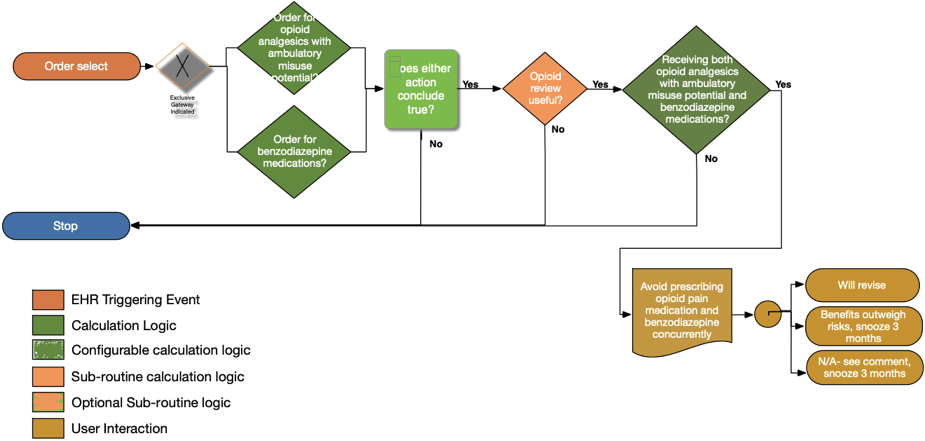 Order select
Exclusive
Gateway
Indicated
Order for
opioid
analgesics with
ambulatory
misuse
potential?
Order for
benzodiazepine
medications?
oes either
action
conclude
true?
Yes
No
Opioid
review
useful?
Yes
No
Receiving both
opioid analgesics
with ambulatory
misuse potential and
benzodiazepine
medications?
Yes
No
Stop
Avoid prescribing
opioid pain
medication and
benzodiazepine
concurrently
Will revise
Benefits outweigh
risks, snooze 3
months
N/A- see comment,
snooze 3 months
EHR Triggering Event
Calculation Logic
Configurable calculation logic
Sub-routine calculation logic
Optional Sub-routine logic
User Interaction